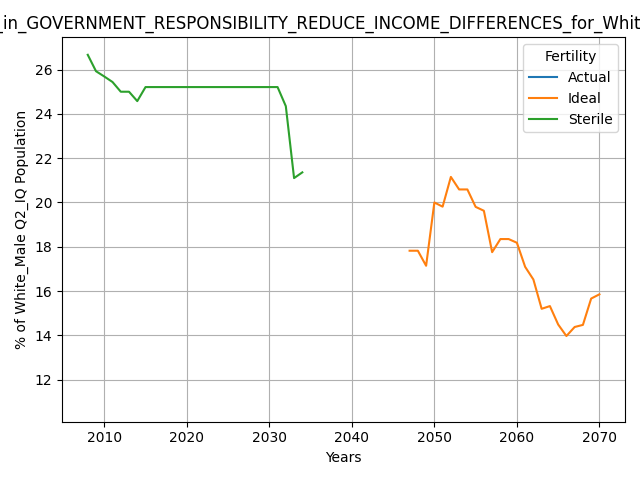 _in_GOVERNMENT_RESPONSIBILITY_REDUCE_INCOME_DIFFERENCES_for_Whit
Fertility
Actual
Ideal
Sterile
% of White_Male Q2_IQ Population
26
24
22
20
18
16
14
12
2010 2020 2030 2040 2050 2060 2070
Years